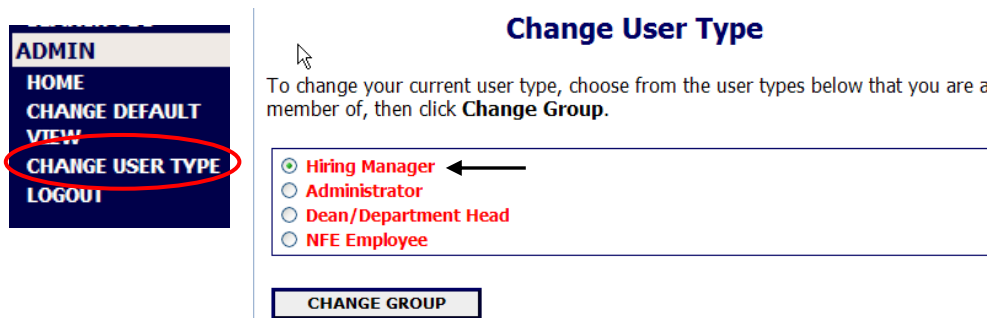 ADMIN
HOME
CHANGE DEFAULT
VIEW
CHANGE USER TYPE
LOGOUT
Change User Type
To change your current user type, choose from the user types below that you are a
member of, then click Change Group.
Hiring Manager
Administrator
Dean/Department Head
NFE Employee
CHANGE GROUP